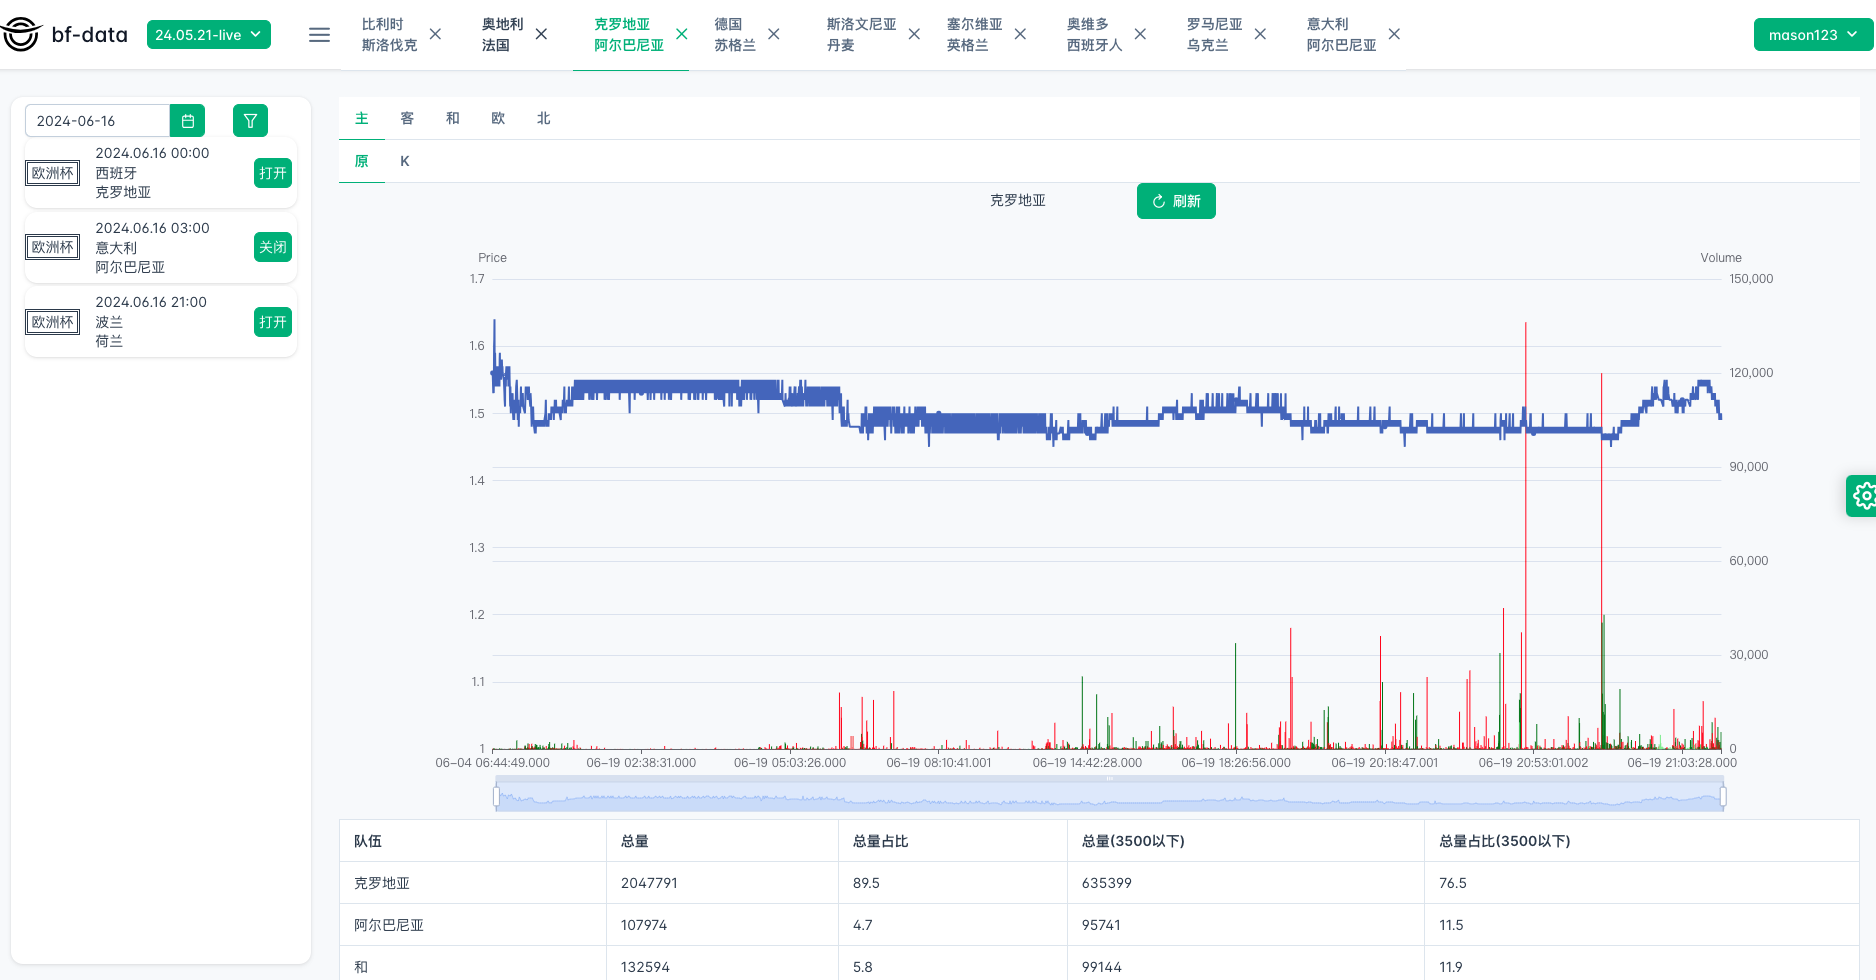 bf-data
24.05.21-live
比利时
斯洛伐克
奥地利
法国
克罗地亚
阿尔巴尼亚
德国
苏格兰
斯洛文尼亚
丹麦
塞尔维亚
英格兰
奥维多
西班牙人
罗马尼亚
乌克兰
意大利
阿尔巴尼亚
mason123
2024-06-16
欧洲杯
2024.06.16 00:00
西班牙
克罗地亚
打开
欧洲杯
2024.06.16 03:00
意大利
阿尔巴尼亚
关闭
欧洲杯
2024.06.16 21:00
波兰
荷兰
打开
主 客 和 欧 北
原 K
克罗地亚
刷新
Price
Volume
1.7
1.6
1.5
1.4
1.3
1.2
1.1
1
150,000
120,000
90,000
60,000
30,000
0
06-04 06:44:49.000
06-19 02:38:31.000
06-19 05:03:26.000
06-19 08:10:41.001
06-19 14:42:28.000
06-19 18:26:56.000
06-19 20:18:47.001
06-19 20:53:01.002
06-19 21:03:28.000
队伍 总量 总量占比 总量(3500以下) 总量占比(3500以下)
克罗地亚 2047791 89.5 635399 76.5
阿尔巴尼亚 107974 4.7 95741 11.5
和 132594 5.8 99144 11.9